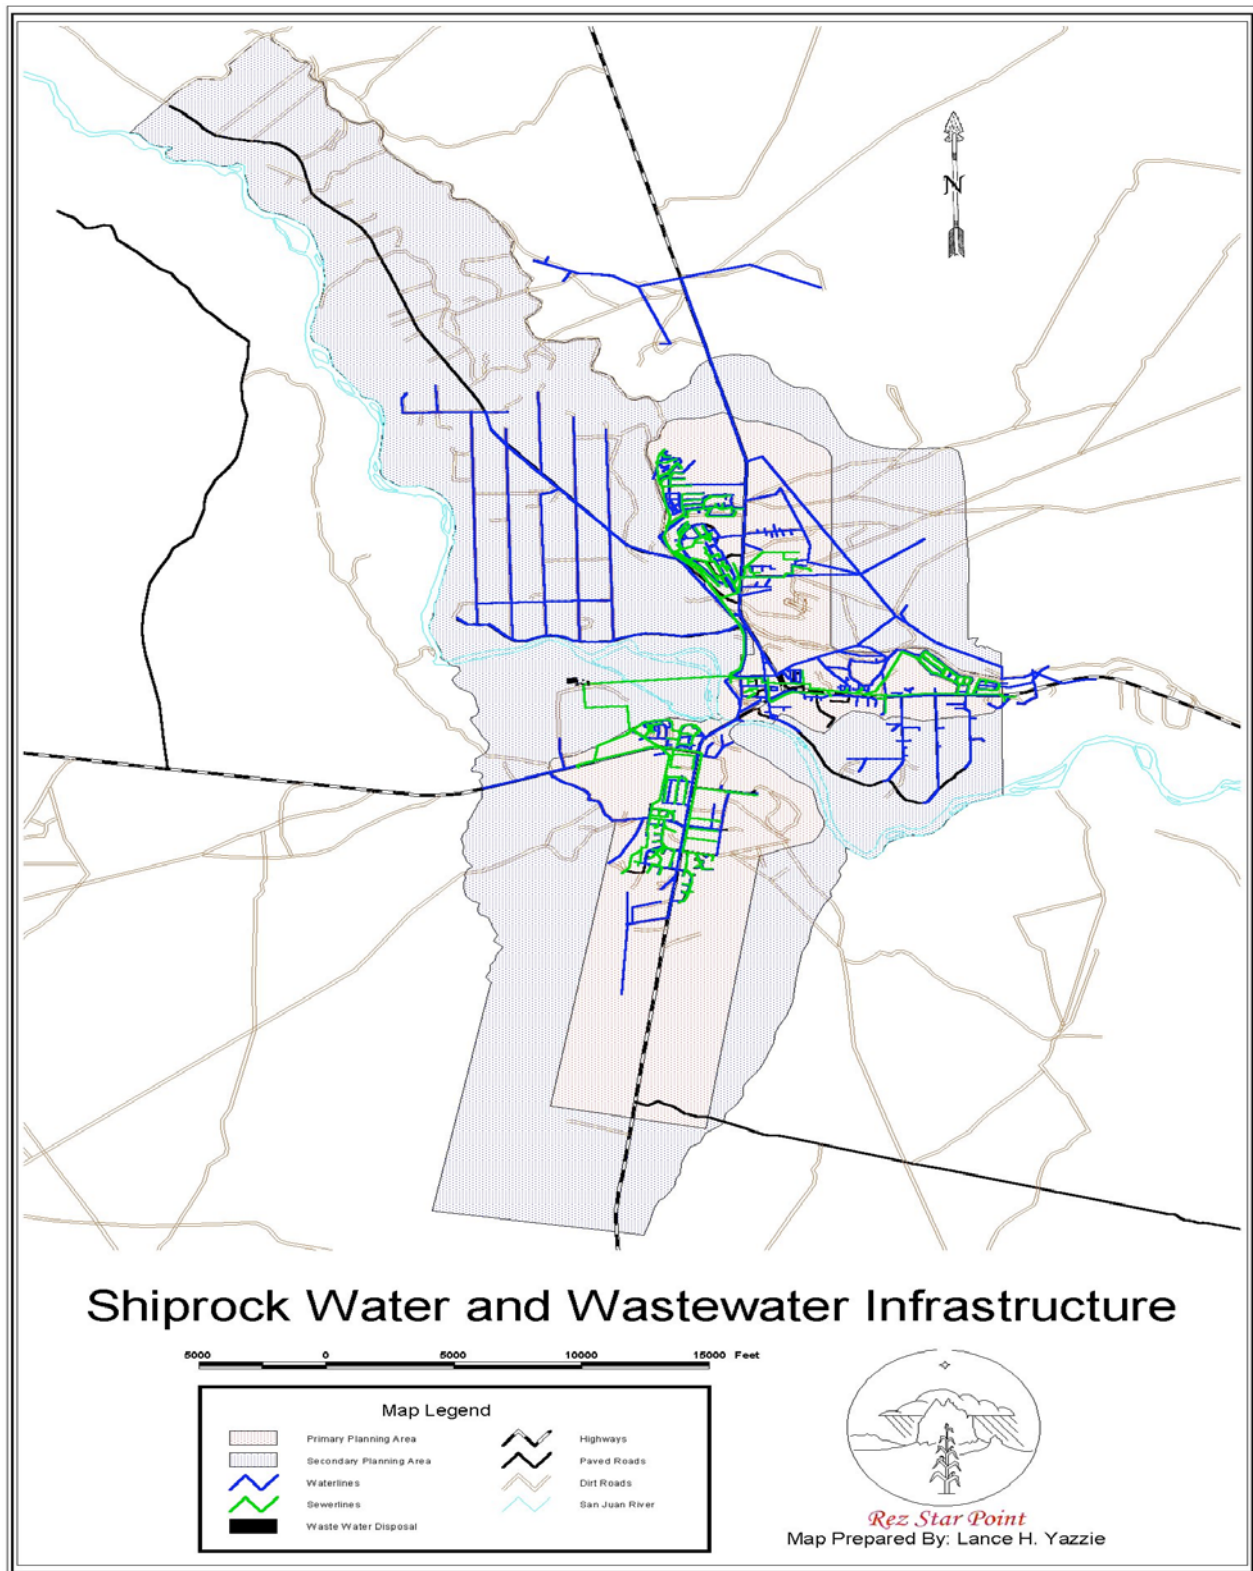 N
Shiprock Water and Wastewater Infrastructure
5000 0 5000 10000 15000 Feet
Map Legend
Primary Planning Area
Secondary Planning Area
Waterlines
Sewerlines
Waste Water Disposal
Highways
Paved Roads
Dirt Roads
San Juan River
Rez Star Point
Map Prepared By: Lance H. Yazzie